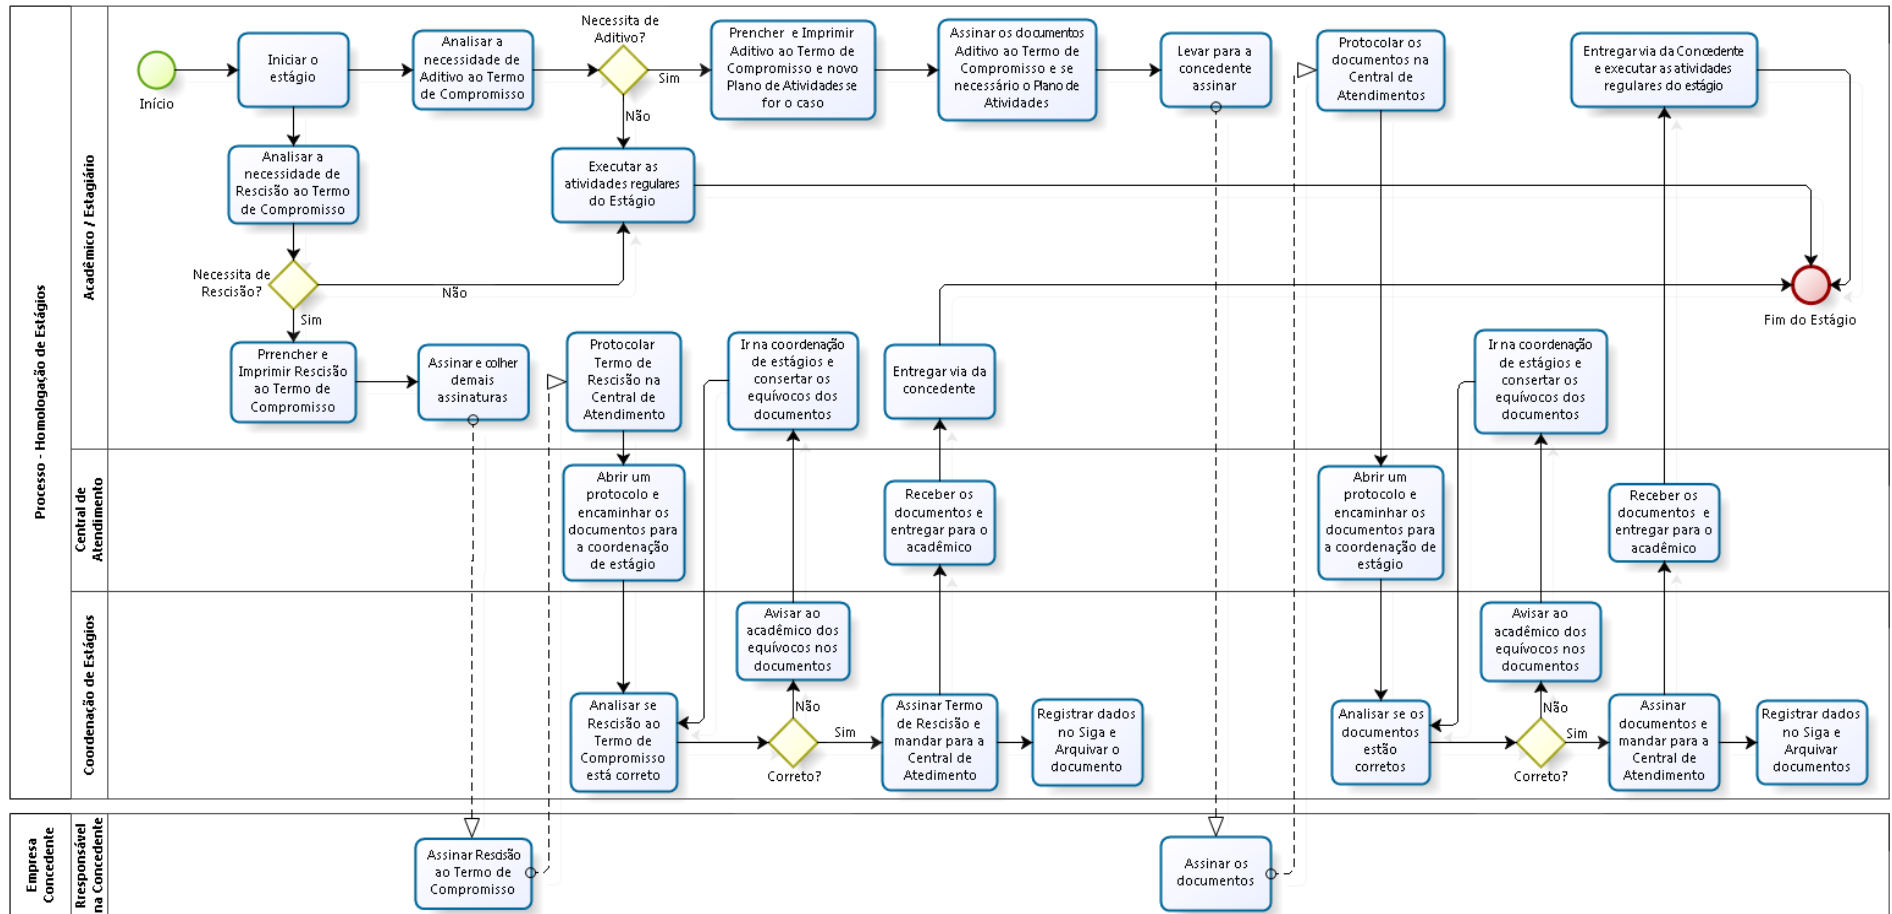 Processo - Homologação de Estágios
Acadêmico / Estagiário
Início
Iniciar o
estágio
Analisar a
necessidade de
Aditivo ao Termo
de Compromisso
Necessita de
Aditivo?
Sim
Não
Prencher e Imprimir
Aditivo ao Termo de
Compromisso e novo
Plano de Atividades se
for o caso
Assinar os documentos
Aditivo ao Termo de
Compromisso e se
necessário o Plano de
Atividades
Levar para a
concedente
assinar
Protocolar os
documentos na
Central de
Atendimentos
Entregar via da Concedente
e executar as atividades
regulares do estágio
Analisar a
necessidade de
Rescisão ao Termo
de Compromisso
Executar as
atividades regulares
do Estágio
Necessita de
Rescisão?
Não
Sim
Fim do Estágio
Prrencher e
Imprimir Rescisão
ao Termo de
Compromisso
Assinar e colher
demais
assinaturas
Protocolar
Termo de
Rescisão na
Central de
Atendimento
Ir na coordenação
de estágios e
consertar os
equívocos dos
documentos
Entregar via da
concedente
Ir na coordenação
de estágios e
consertar os
equívocos dos
documentos
Central de
Atendimento
Abrir um
protocolo e
encaminhar os
documentos para
a coordenação
de estágio
Receber os
documentos e
entregar para o
acadêmico
Abrir um
protocolo e
encaminhar os
documentos para
a coordenação de
estágio
Receber os
documentos e
entregar para o
acadêmico
Coordenação de Estágios
Avisar ao
acadêmico dos
equívocos nos
documentos
Avisar ao
acadêmico dos
equívocos nos
documentos
Analisar se
Rescisão ao
Termo de
Compromisso
está correto
Não
Sim
Correto?
Assinar Termo
de Rescisão e
mandar para a
Central de
Atedimento
Registrar dados
no Siga e
Arquivar o
documento
Analisar se os
documentos
estão
corretos
Não
Sim
Correto?
Assinar
documentos e
mandar para a
Central de
Atendimento
Registrar dados
no Siga e
Arquivar
documentos
Empresa
Concedente
Rresponsável
na Concedente
Assinar Rescisão
ao Termo de
Compromisso
Assinar os
documentos